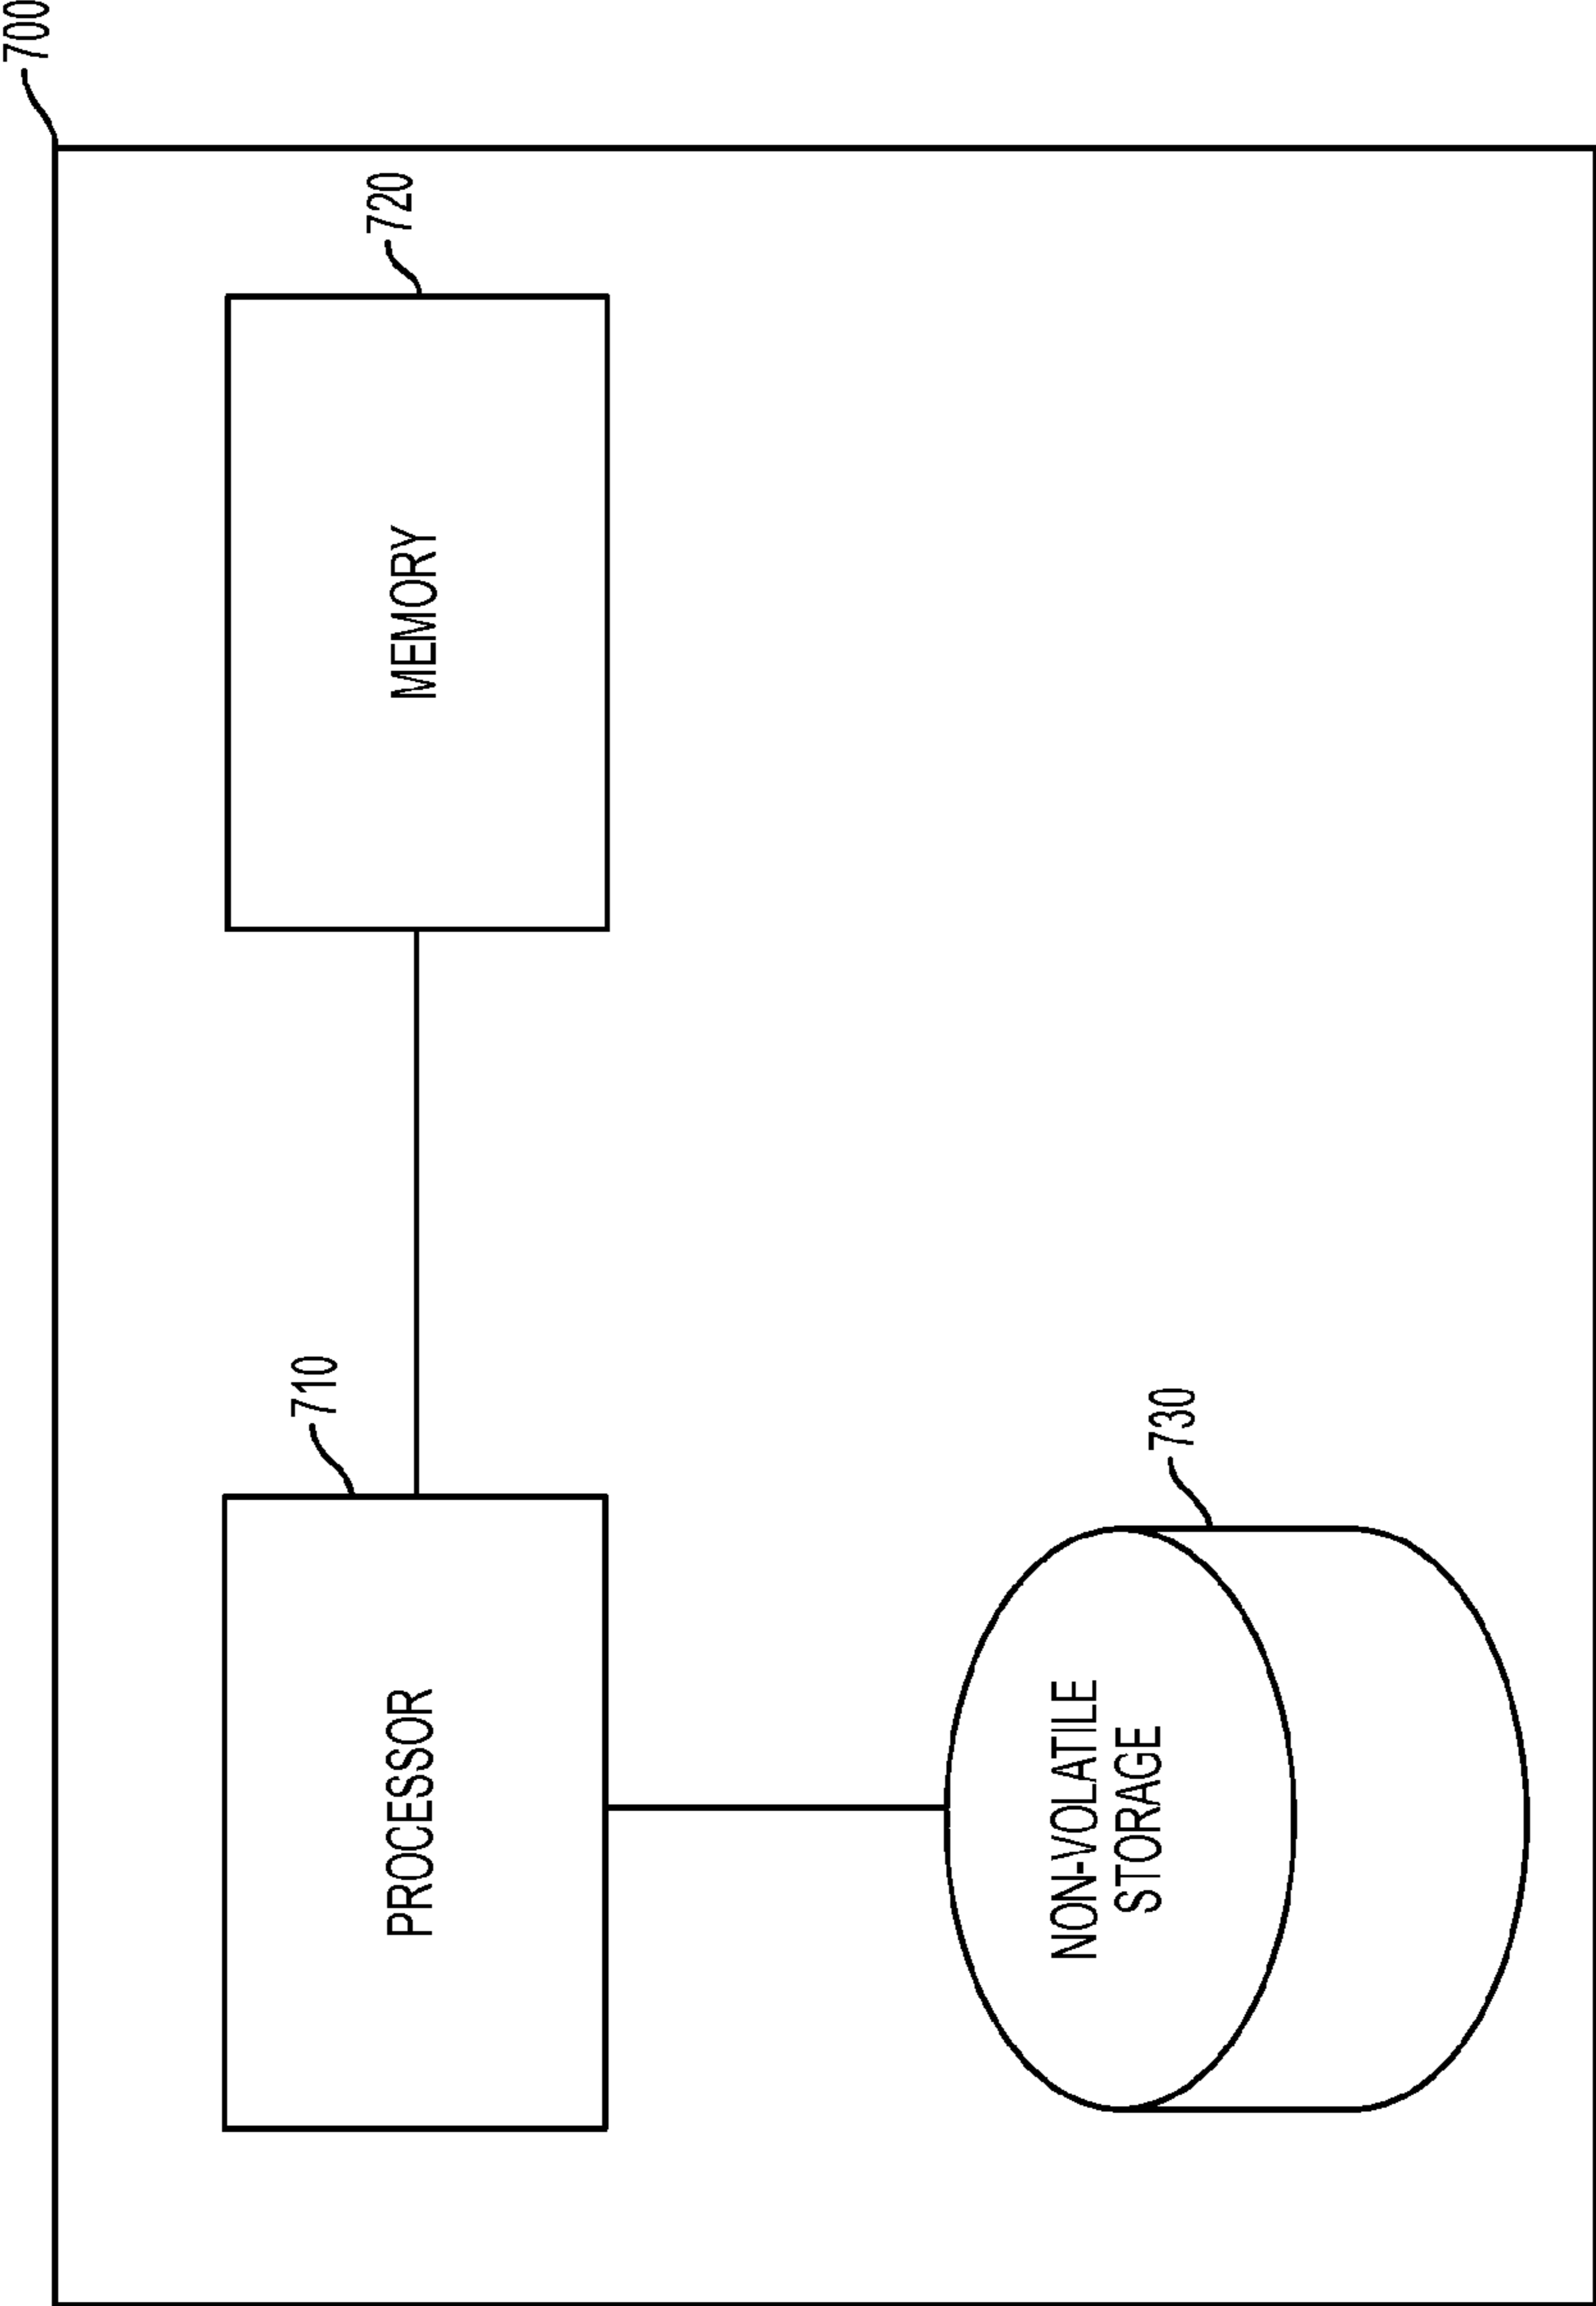 700
710
PROCESSOR
720
MEMORY
730
NON-VOLATILE
STORAGE